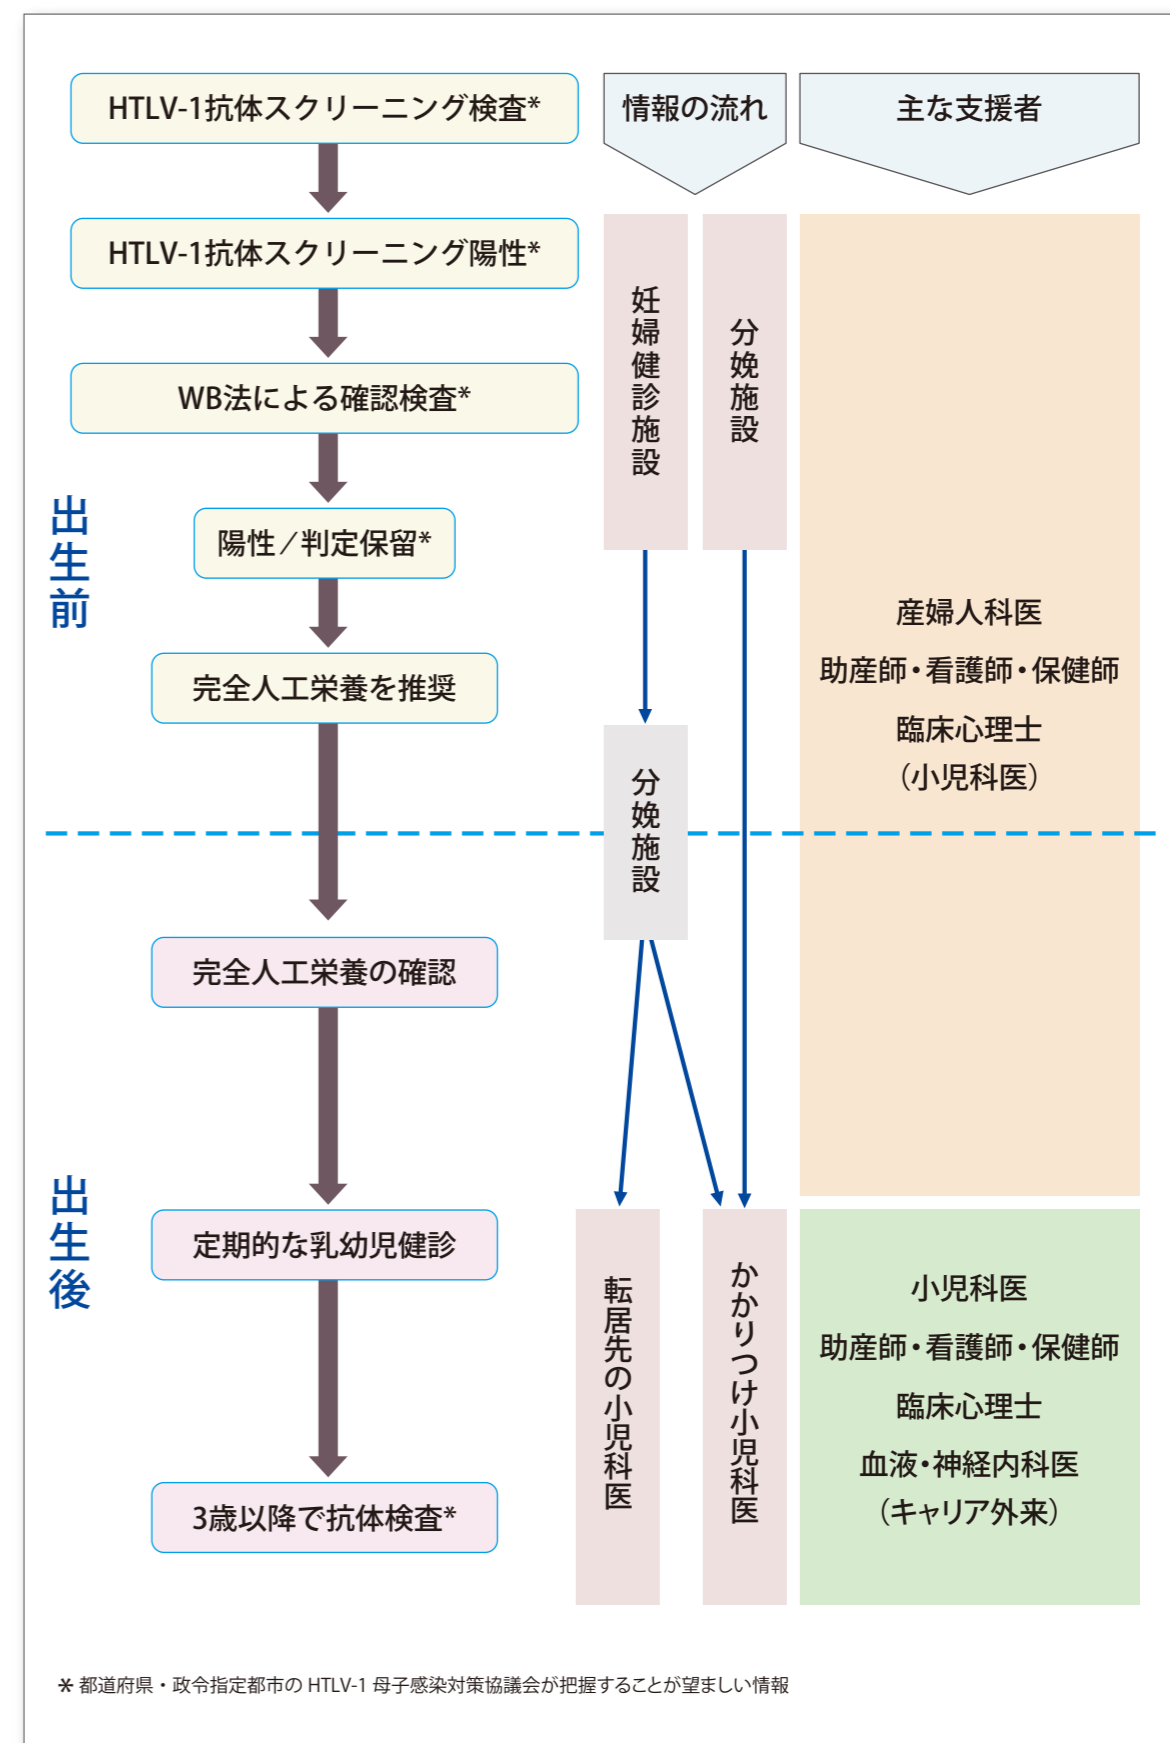 HTLV-1抗体スクリーニング検査*
HTLV-1抗体スクリーニング陽性*
WB法による確認検査*
陽性／判定保留*
完全人工栄養を推奨
出生前
完全人工栄養の確認
定期的な乳幼児健診
3歳以降で抗体検査*
出生後
情報の流れ
妊婦健診施設
分娩施設
分娩施設
転居先の小児科医
かかりつけ小児科医
主な支援者
産婦人科医
助産師・看護師・保健師
臨床心理士
（小児科医）
小児科医
助産師・看護師・保健師
臨床心理士
血液・神経内科医
（キャリア外来）
* 都道府県・政令指定都市の HTLV-1 母子感染対策協議会が把握することが望ましい情報